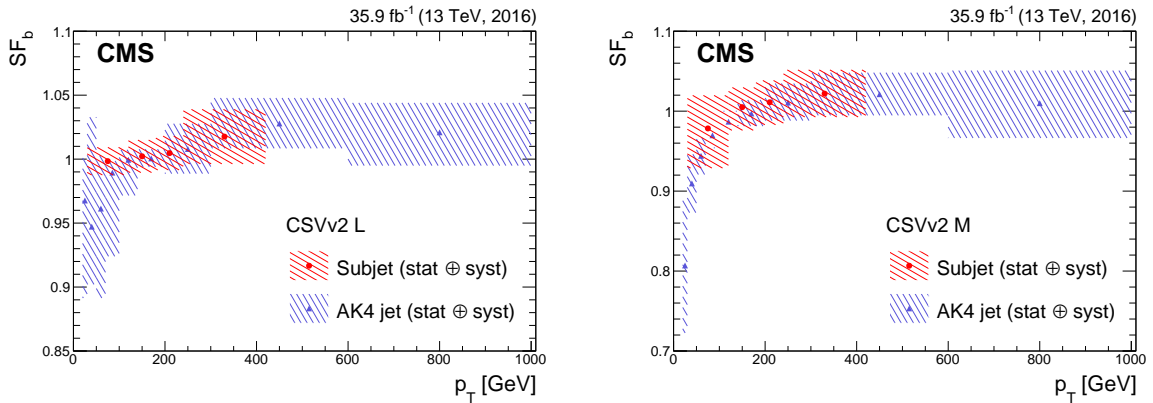 35.9 fb⁻¹ (13 TeV, 2016)
SF_b
CMS
1.1
1.05
1
0.95
0.9
0.85
CSVv2 L
Subjet (stat ⊕ syst)
AK4 jet (stat ⊕ syst)
0 200 400 600 800 1000
p_T [GeV]
35.9 fb⁻¹ (13 TeV, 2016)
SF_b
CMS
1.1
1
0.9
0.8
0.7
CSVv2 M
Subjet (stat ⊕ syst)
AK4 jet (stat ⊕ syst)
0 200 400 600 800 1000
p_T [GeV]